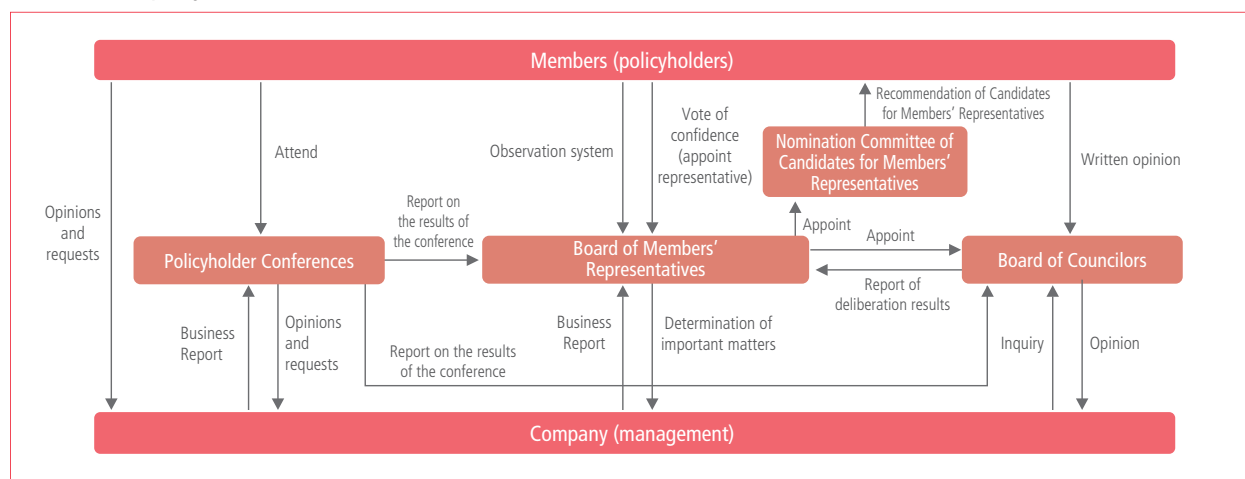 Members (policyholders)
Attend
Observation system
Vote of
confidence
(appoint
representative)
Recommendation of Candidates
for Members' Representatives
Nomination Committee of
Candidates for Members'
Representatives
Written opinion
Opinions
and
requests
Report on
the results of
the conference
Appoint
Appoint
Policyholder Conferences
Board of Members'
Representatives
Board of Councilors
Report of
deliberation results
Business
Report
Opinions
and
requests
Report on the results
of the conference
Business
Report
Determination of
important matters
Inquiry
Opinion
Company (management)